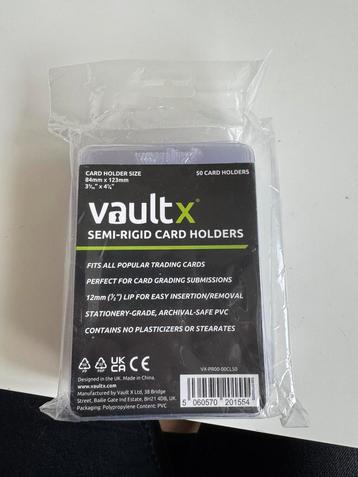 CARD HOLDER SIZE
84mm x 123mm
50 CARD HOLDERS
vaultx®
SEMI-RIGID CARD HOLDERS
FITS ALL POPULAR TRADING CARDS
PERFECT FOR CARD GRADING SUBMISSIONS
LIP FOR EASY INSERTION/REMOVAL
STATIONERY-GRADE, ARCHIVAL-SAFE PVC
CONTAINS NO PLASTICIZERS OR STEARATES
UK
CA
CE
Designed in the UK. Made in China.
www.vaultx.com
VX-PR00-00CL50
Manufactured by Vault X Ltd, 38 Bridge
Street, Bailie Gate Ind Estate, BH21 4DB, UK
Packaging: Polypropylene Content: PVC
5 060570 201554